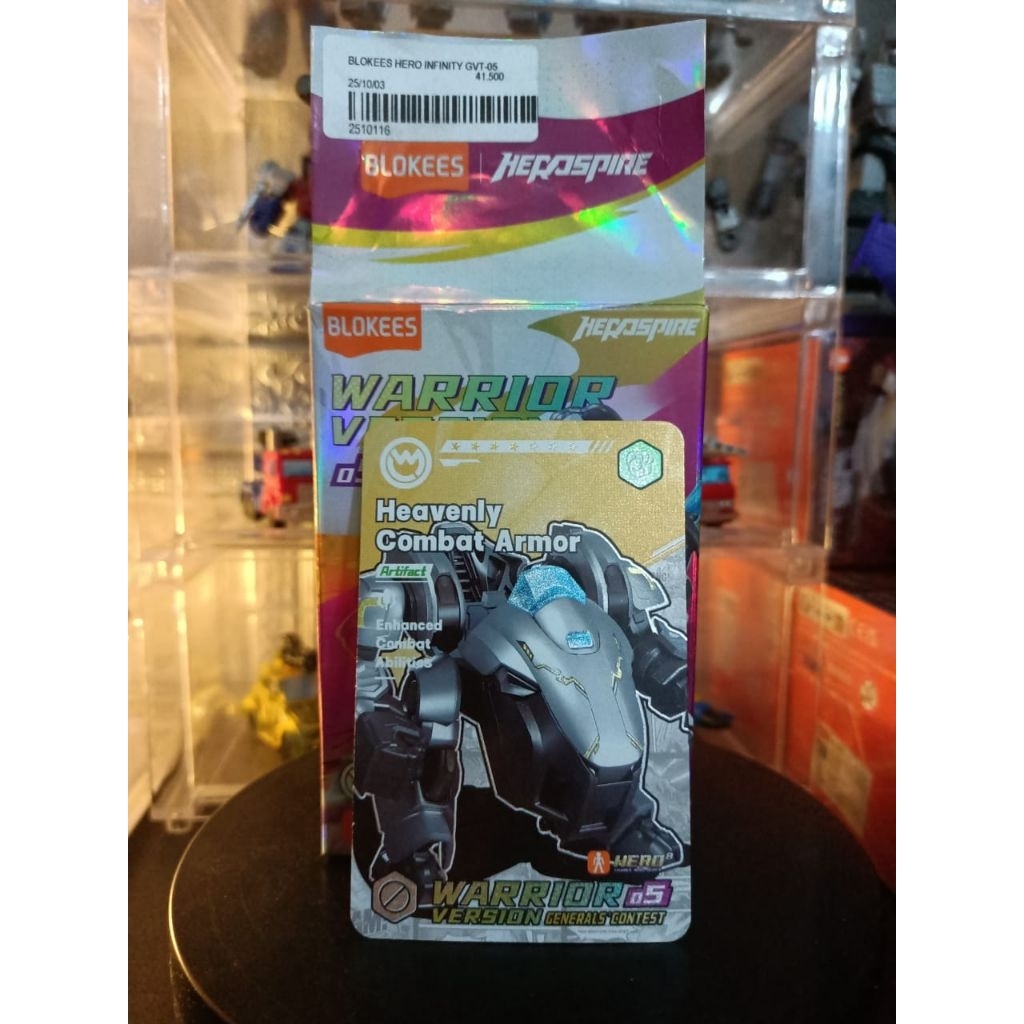 BLOKEES HERO INFINITY GVT-05
41.500
25/10/03
2510116
BLOKEES | HEROSPIRE
BLOKEES HEROSPIRE
WARRIOR
Heavenly
Combat Armor
Artifact
Enhanced
Combat
Abilities
HERO
WARRIOR 05
VERSION GENERALS CONTEST